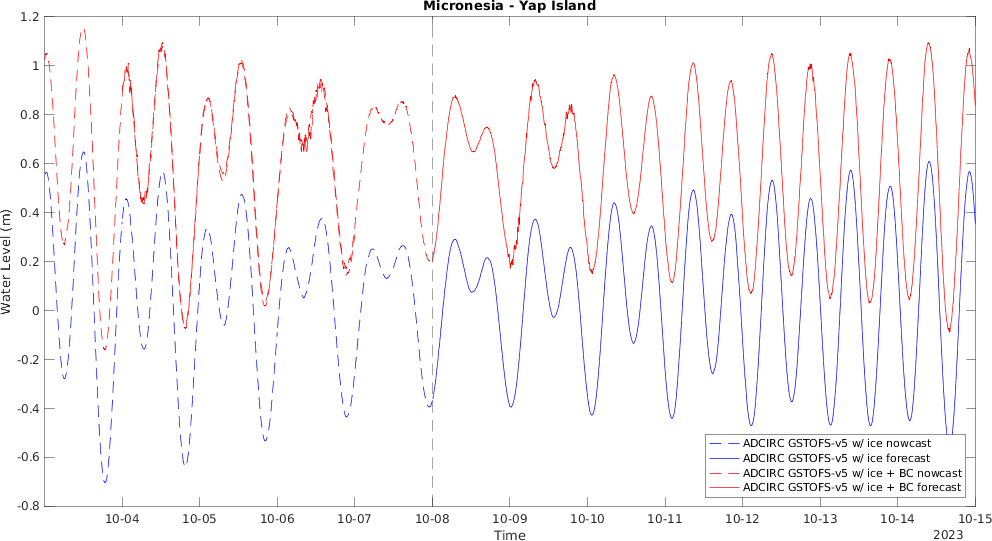 Micronesia - Yap Island
Water Level (m)
1.2
1
0.8
0.6
0.4
0.2
0
-0.2
-0.4
-0.6
-0.8
ADCIRC GSTOFS-v5 w/ ice nowcast
ADCIRC GSTOFS-v5 w/ ice forecast
ADCIRC GSTOFS-v5 w/ ice + BC nowcast
ADCIRC GSTOFS-v5 w/ ice + BC forecast
10-04 10-05 10-06 10-07 10-08 10-09 10-10 10-11 10-12 10-13 10-14 10-15
Time
2023